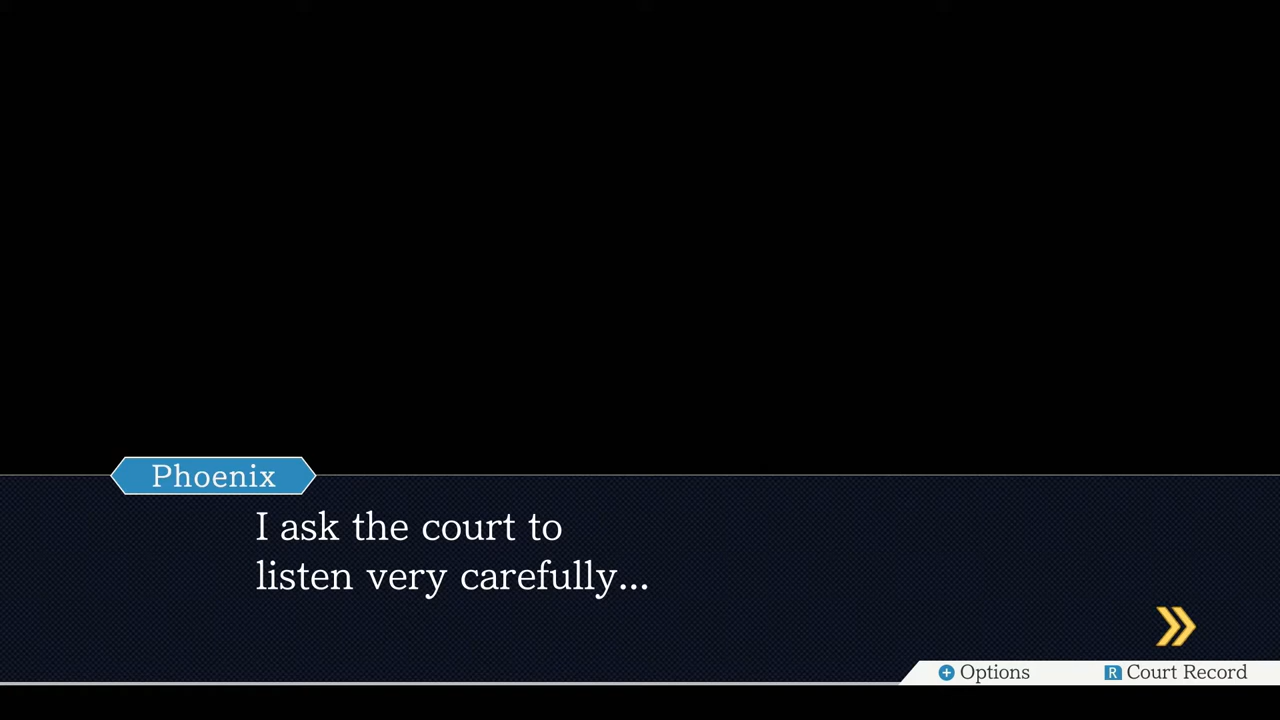 Phoenix
I ask the court to
listen very carefully...
+ Options
R Court Record